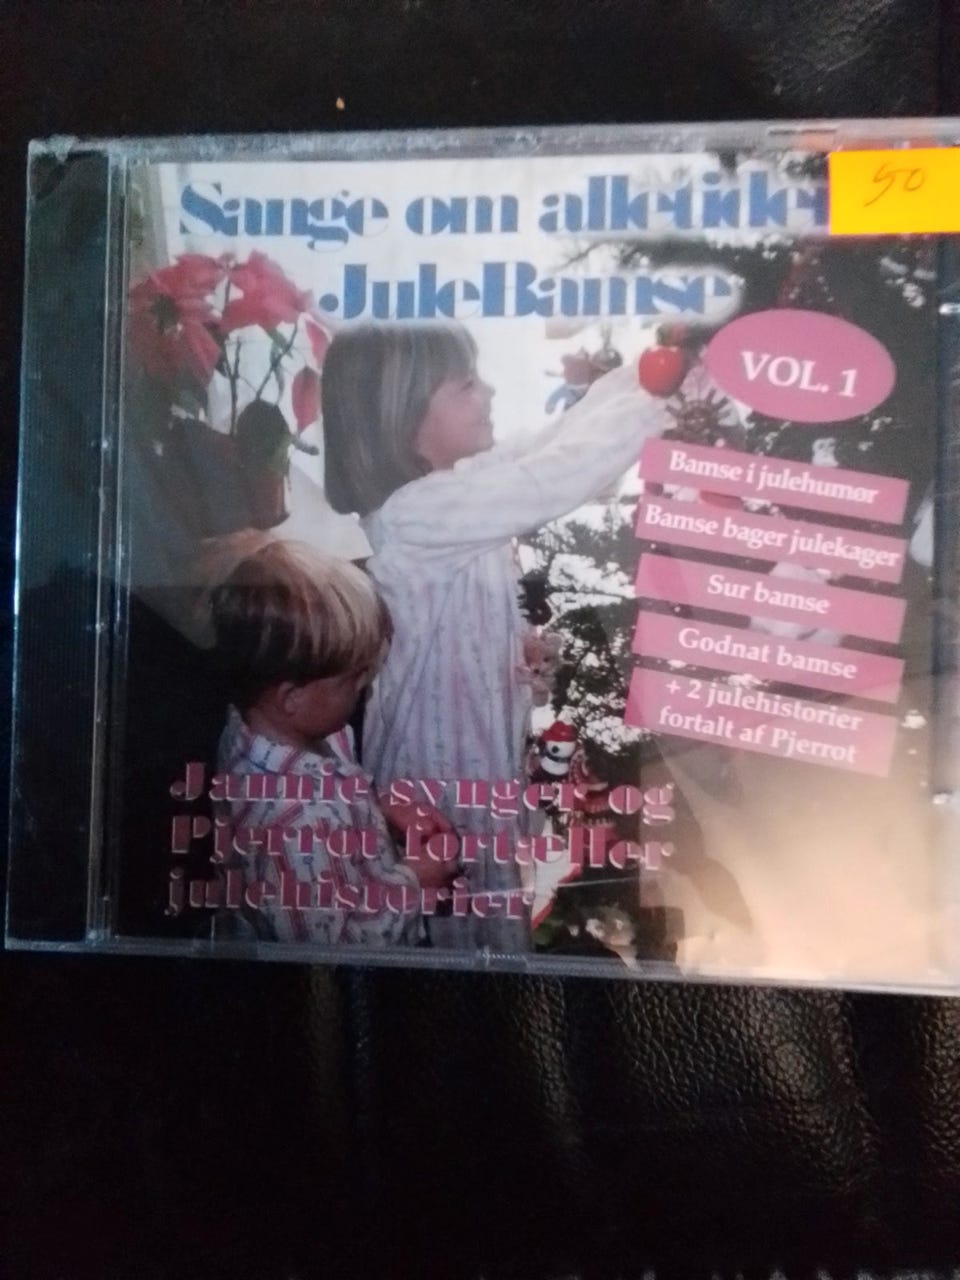 Sange om alletider
50
JuleBamse
VOL. 1
Bamse i julehumør
Bamse bager julekager
Sur bamse
Godnat bamse
+ 2 julehistorier
fortalt af Pjerrot
Jannie synger og
Pjerrot fortæller
julehistorier